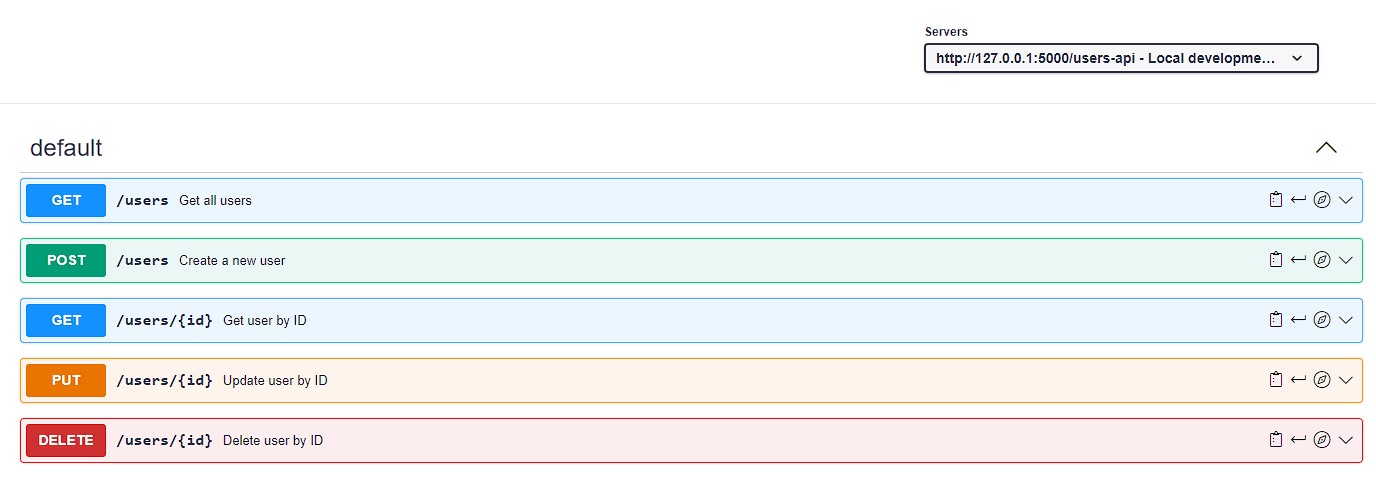 Servers
http://127.0.0.1:5000/users-api - Local developme...
default
GET /users Get all users
POST /users Create a new user
GET /users/{id} Get user by ID
PUT /users/{id} Update user by ID
DELETE /users/{id} Delete user by ID